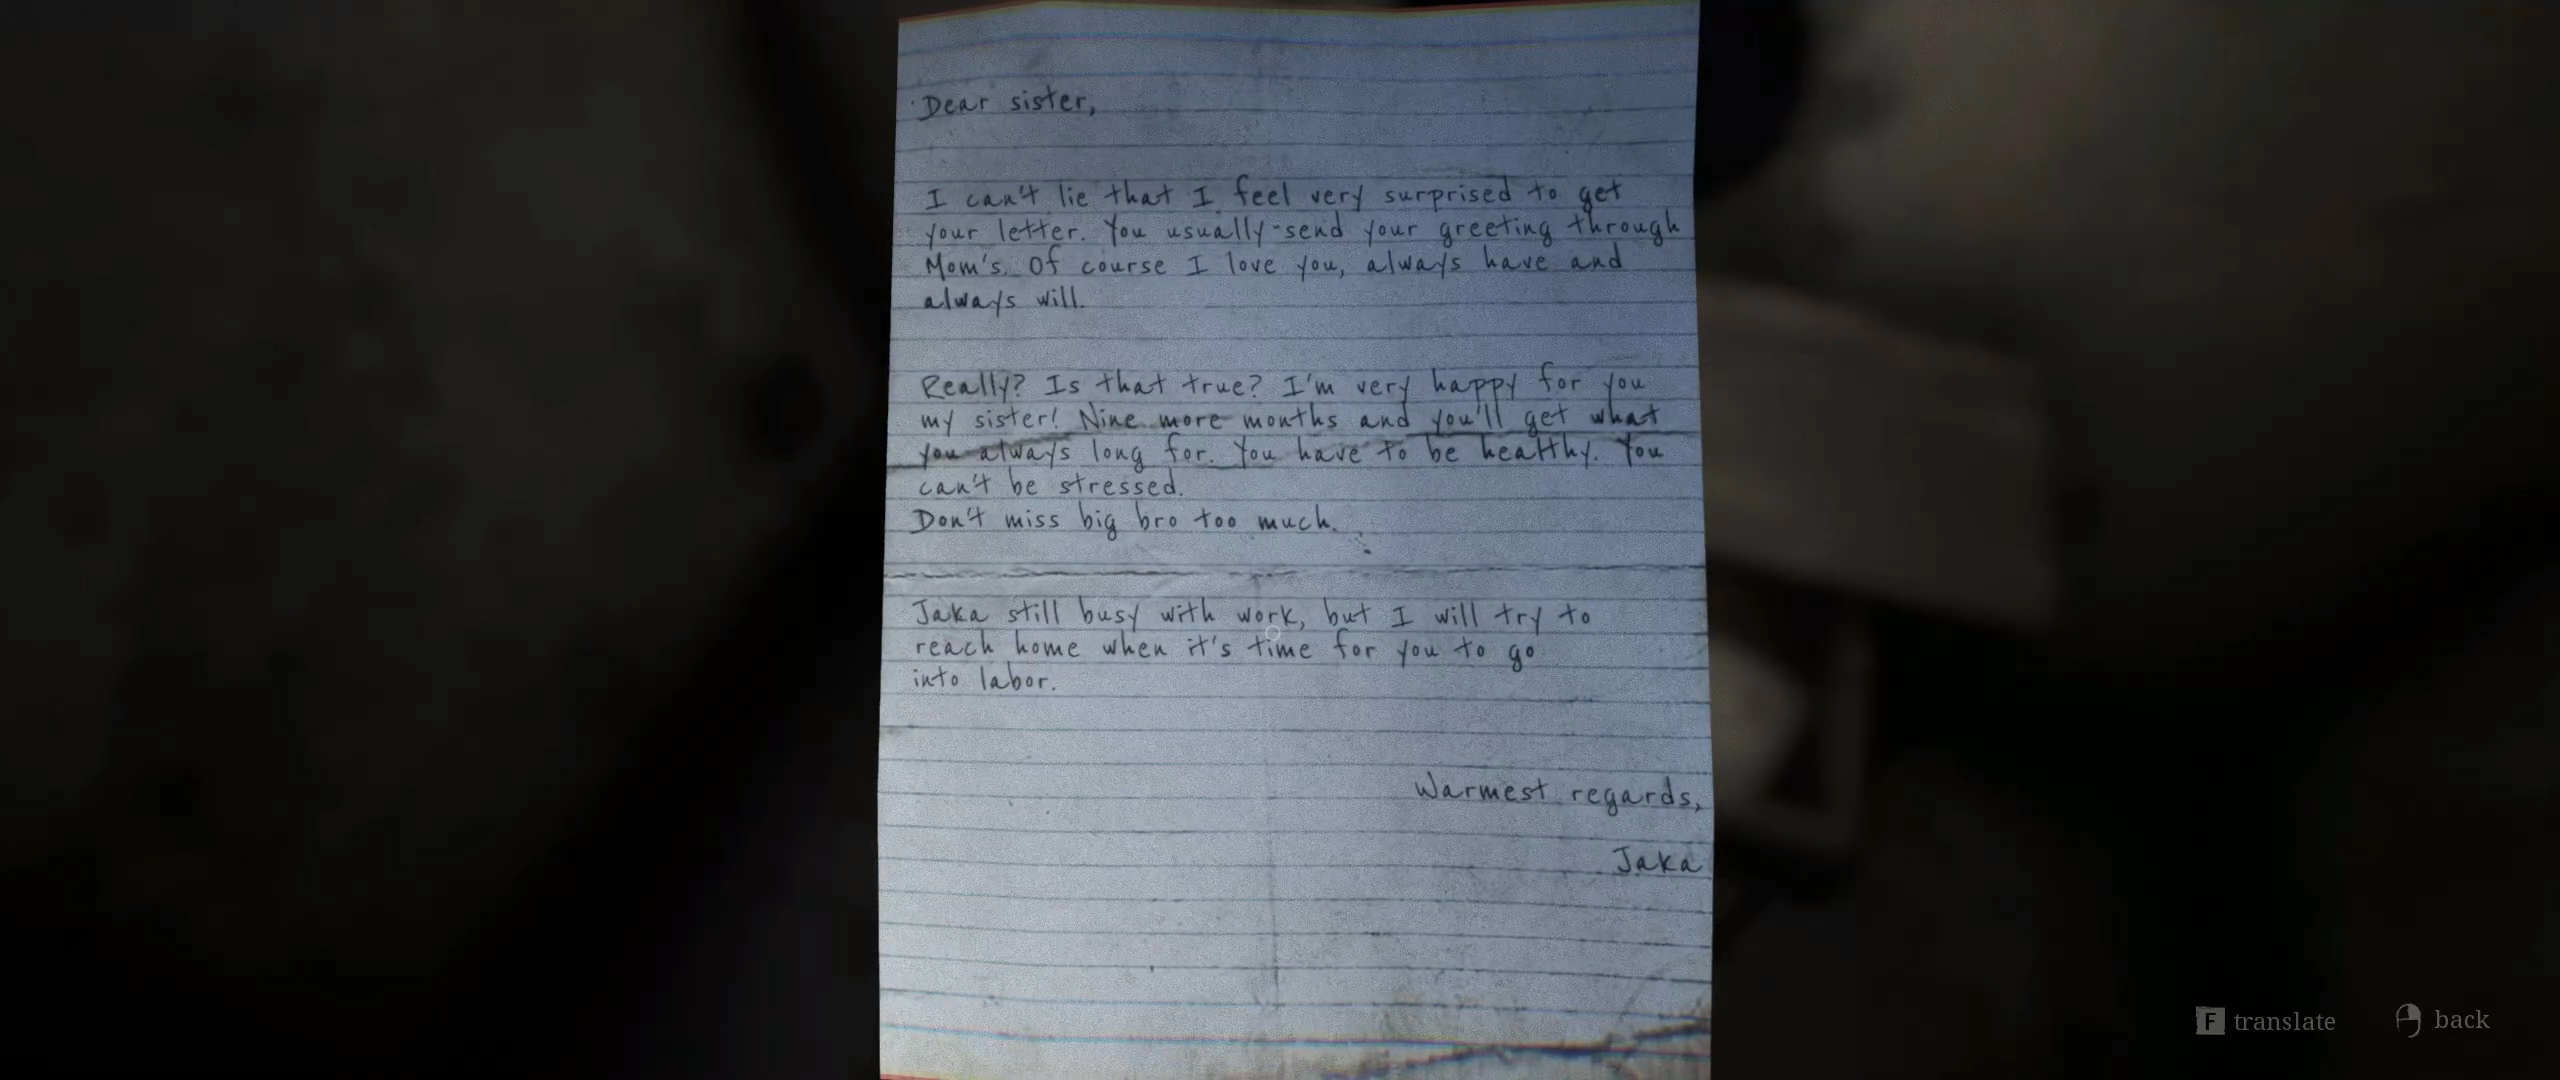 Dear sister,
I can't lie that I feel very surprised to get
your letter. You usually send your greeting through
Mom's. Of course I love you, always have and
always will.
Really? Is that true? I'm very happy for you
my sister! Nine more months and you'll get what
you always long for. You have to be healthy. You
can't be stressed.
Don't miss big bro too much.
Jaka still busy with work, but I will try to
reach home when it's time for you to go
into labor.
Warmest regards,
Jaka
F translate
back